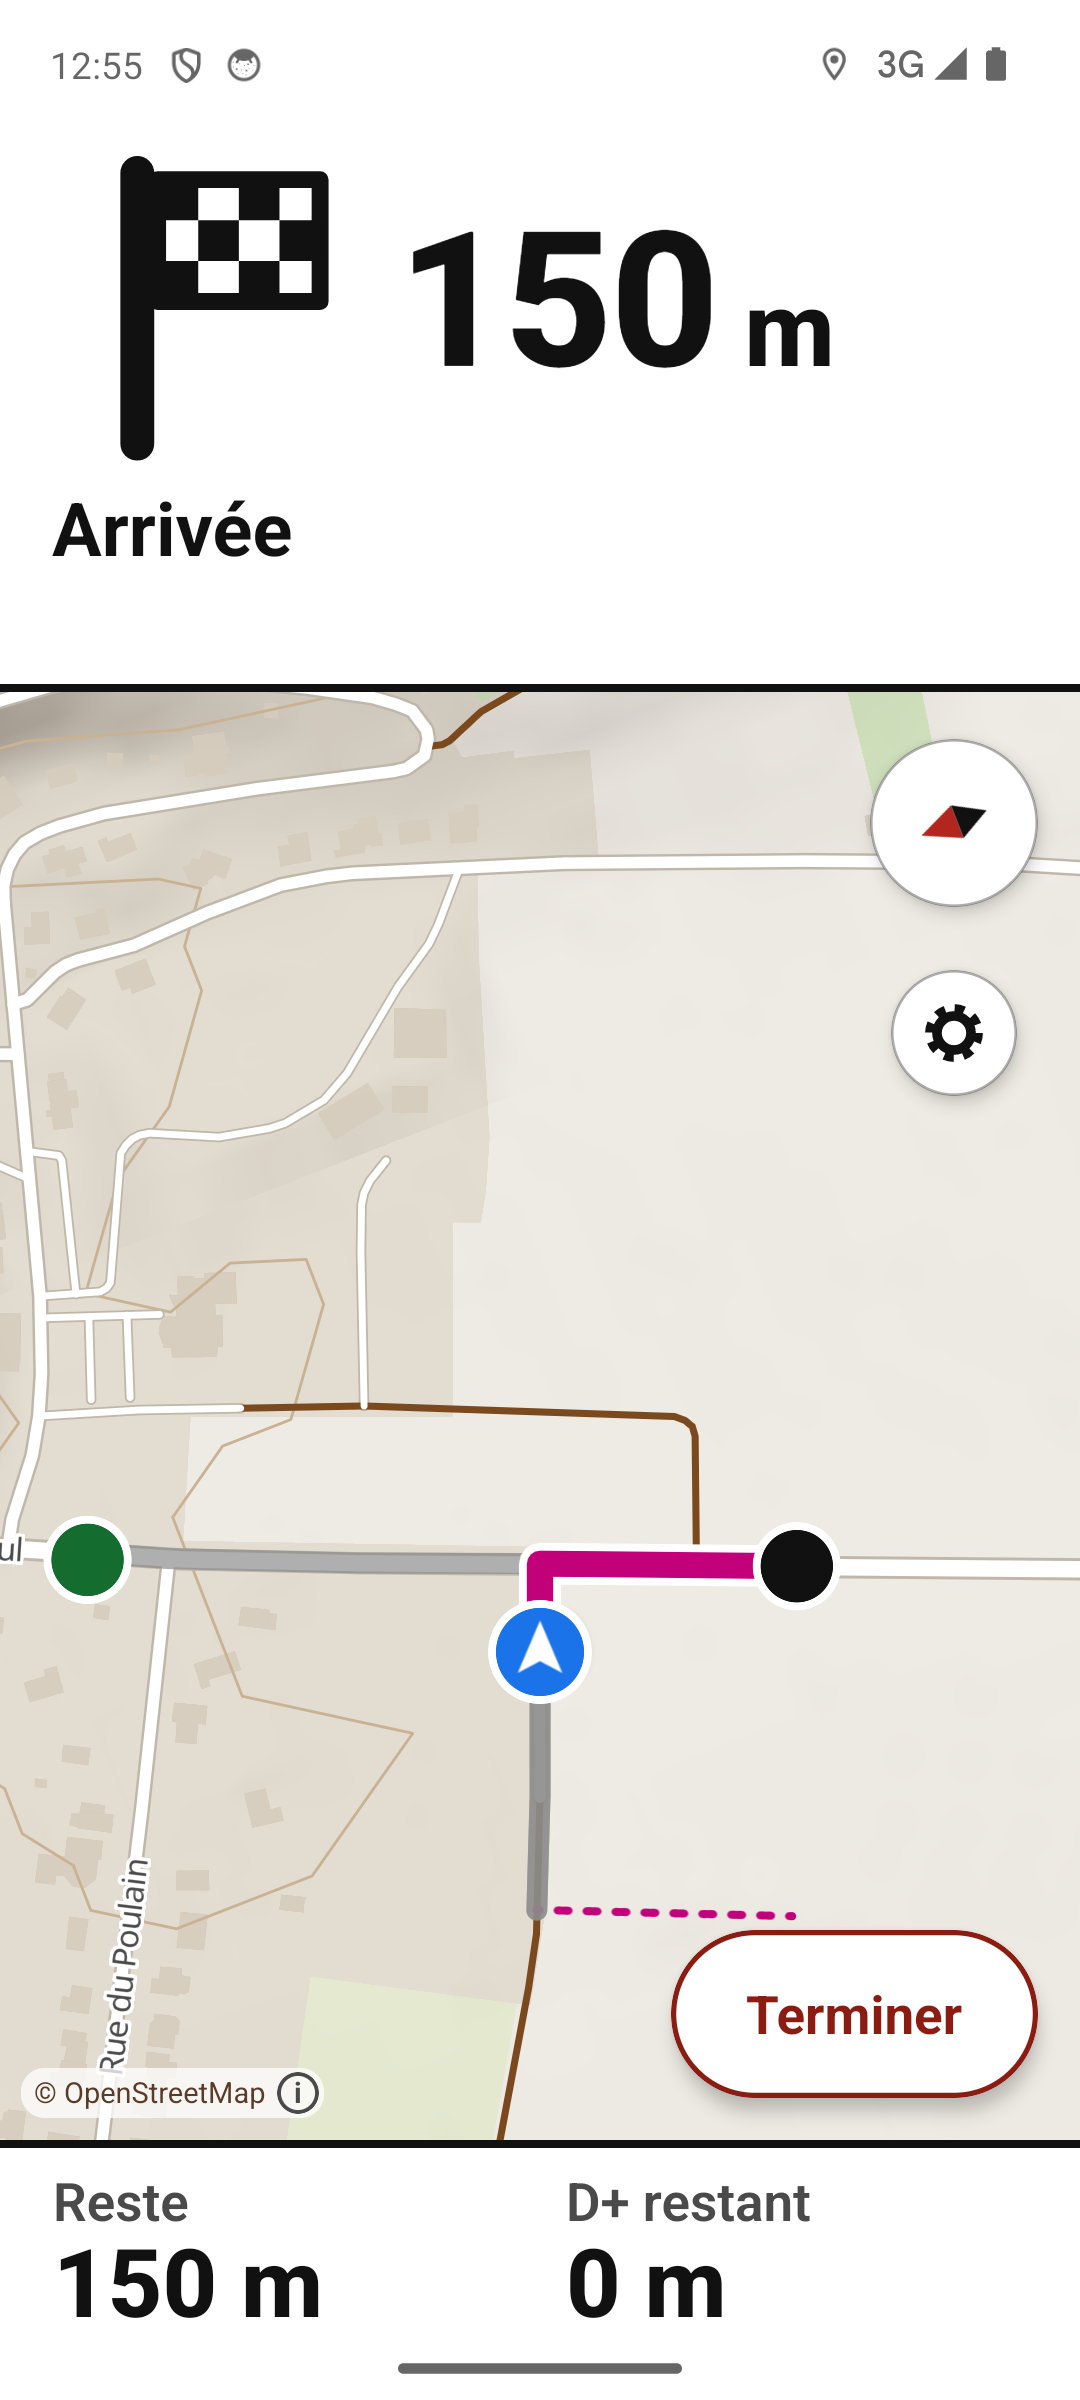 12:55
3G
150 m
Arrivée
ul
Rue du Poulain
Terminer
© OpenStreetMap i
Reste
D+ restant
150 m
0 m